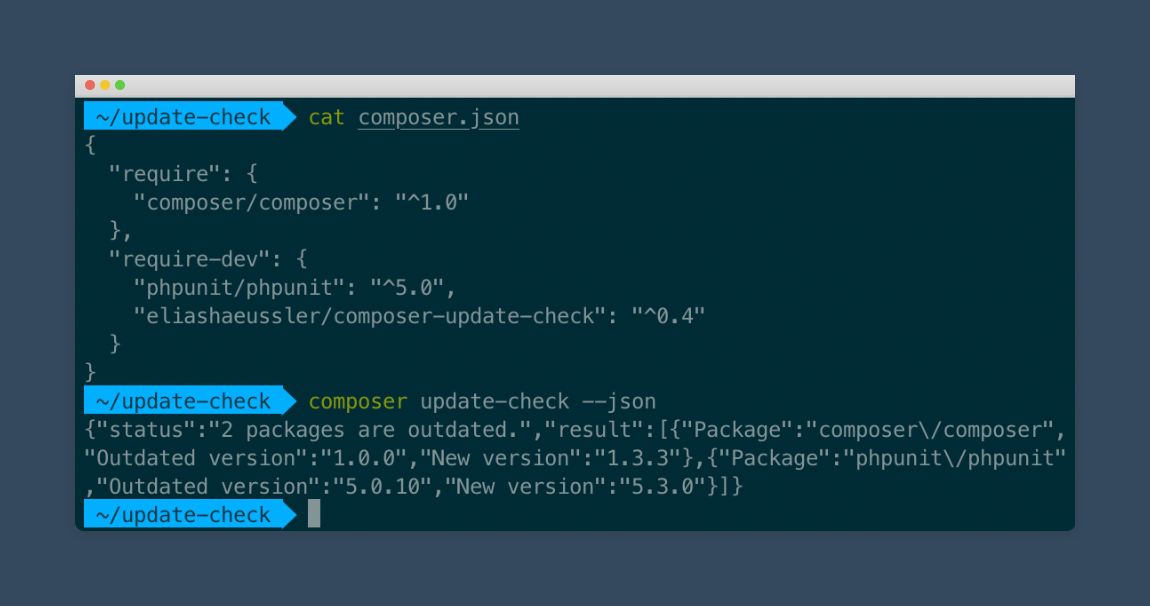 ~/update-check cat composer.json
{
  "require": {
    "composer/composer": "^1.0"
  },
  "require-dev": {
    "phpunit/phpunit": "^5.0",
    "eliashaeussler/composer-update-check": "^0.4"
  }
}
~/update-check composer update-check --json
{"status":"2 packages are outdated.","result":[{"Package":"composer\/composer",
"Outdated version":"1.0.0","New version":"1.3.3"},{"Package":"phpunit\/phpunit"
,"Outdated version":"5.0.10","New version":"5.3.0"}]}
~/update-check